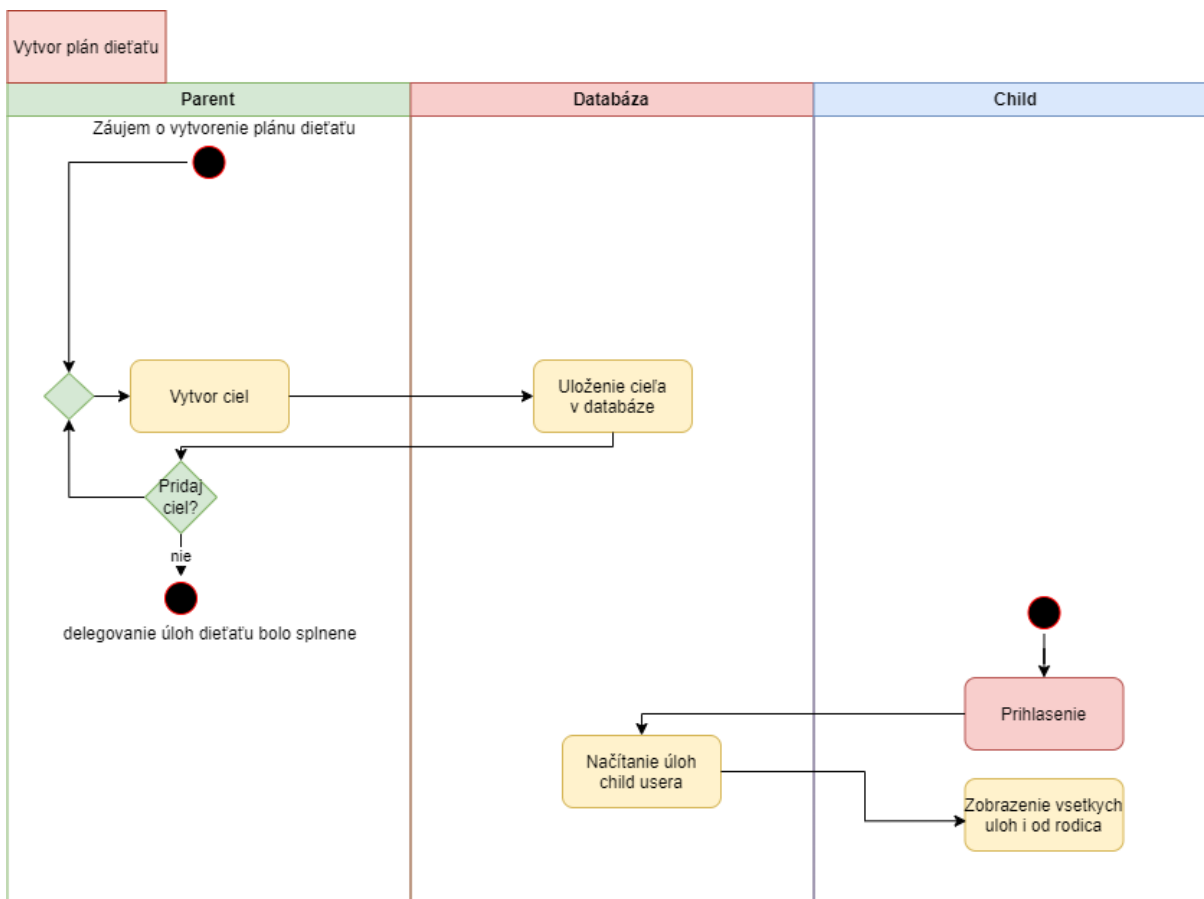 Vytvor plán dieťaťu
Parent
Databáza
Child
Záujem o vytvorenie plánu dieťaťu
Vytvor ciel
Uloženie cieľa
v databáze
Pridaj
ciel?
nie
delegovanie úloh dieťaťu bolo splnene
Prihlasenie
Načítanie úloh
child usera
Zobrazenie vsetkych
uloh i od rodica